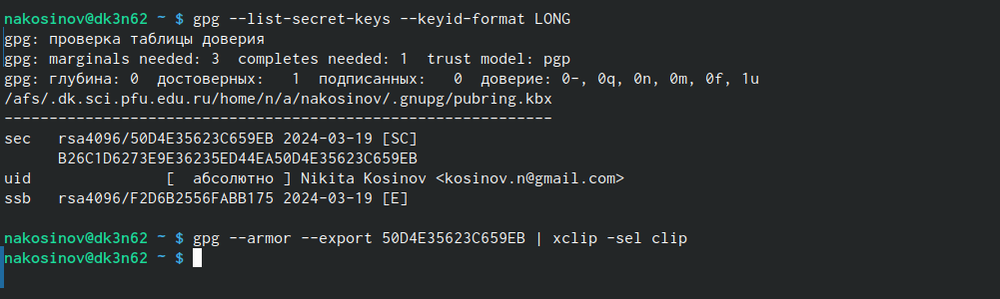 nakosinov@dk3n62 ~ $ gpg --list-secret-keys --keyid-format LONG
gpg: проверка таблицы доверия
gpg: marginals needed: 3  completes needed: 1  trust model: pgp
gpg: глубина: 0  достоверных:   1  подписанных:   0  доверие: 0-, 0q, 0n, 0m, 0f, 1u
/afs/.dk.sci.pfu.edu.ru/home/n/a/nakosinov/.gnupg/pubring.kbx
-------------------------------------------------------------
sec   rsa4096/50D4E35623C659EB 2024-03-19 [SC]
      B26C1D6273E9E36235ED44EA50D4E35623C659EB
uid               [  абсолютно ] Nikita Kosinov <kosinov.n@gmail.com>
ssb   rsa4096/F2D6B2556FABB175 2024-03-19 [E]
nakosinov@dk3n62 ~ $ gpg --armor --export 50D4E35623C659EB | xclip -sel clip
nakosinov@dk3n62 ~ $